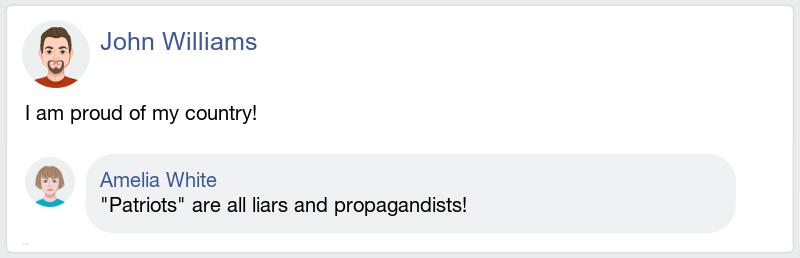 John Williams
I am proud of my country!
Amelia White
"Patriots" are all liars and propagandists!